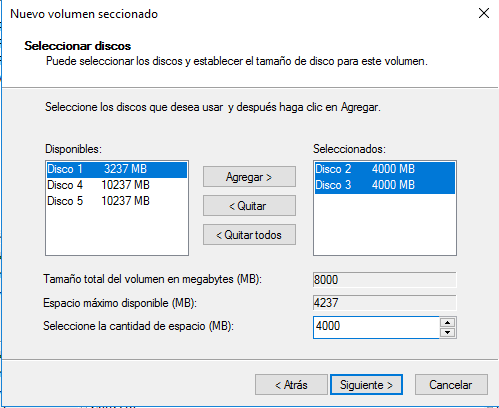 Nuevo volumen seccionado
Seleccionar discos
Puede seleccionar los discos y establecer el tamaño de disco para este volumen.
Seleccione los discos que desea usar y después haga clic en Agregar.
Disponibles:
Disco 1 3237 MB
Disco 4 10237 MB
Disco 5 10237 MB
Agregar >
< Quitar
< Quitar todos
Seleccionados:
Disco 2 4000 MB
Disco 3 4000 MB
Tamaño total del volumen en megabytes (MB): 8000
Espacio máximo disponible (MB): 4237
Seleccione la cantidad de espacio (MB): 4000
< Atrás Siguiente > Cancelar